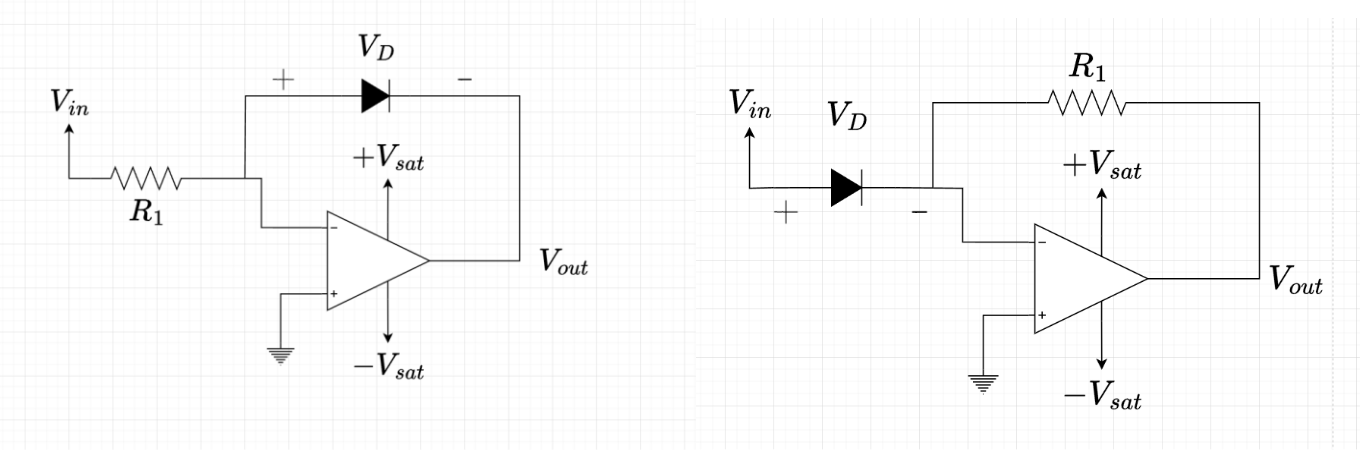 V_D
+ −
V_in
+V_sat
R_1
−
+
V_out
−V_sat
R_1
V_in
V_D
+V_sat
+ −
−
+
V_out
−V_sat